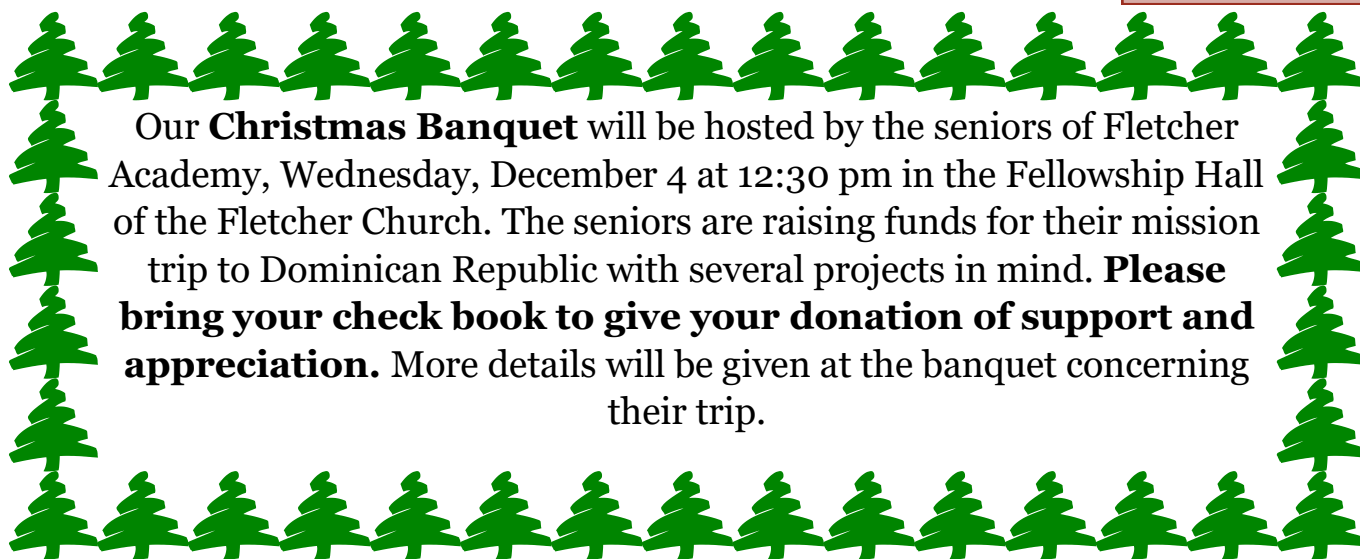 Our Christmas Banquet will be hosted by the seniors of Fletcher
Academy, Wednesday, December 4 at 12:30 pm in the Fellowship Hall
of the Fletcher Church. The seniors are raising funds for their mission
trip to Dominican Republic with several projects in mind. Please
bring your check book to give your donation of support and
appreciation. More details will be given at the banquet concerning
their trip.